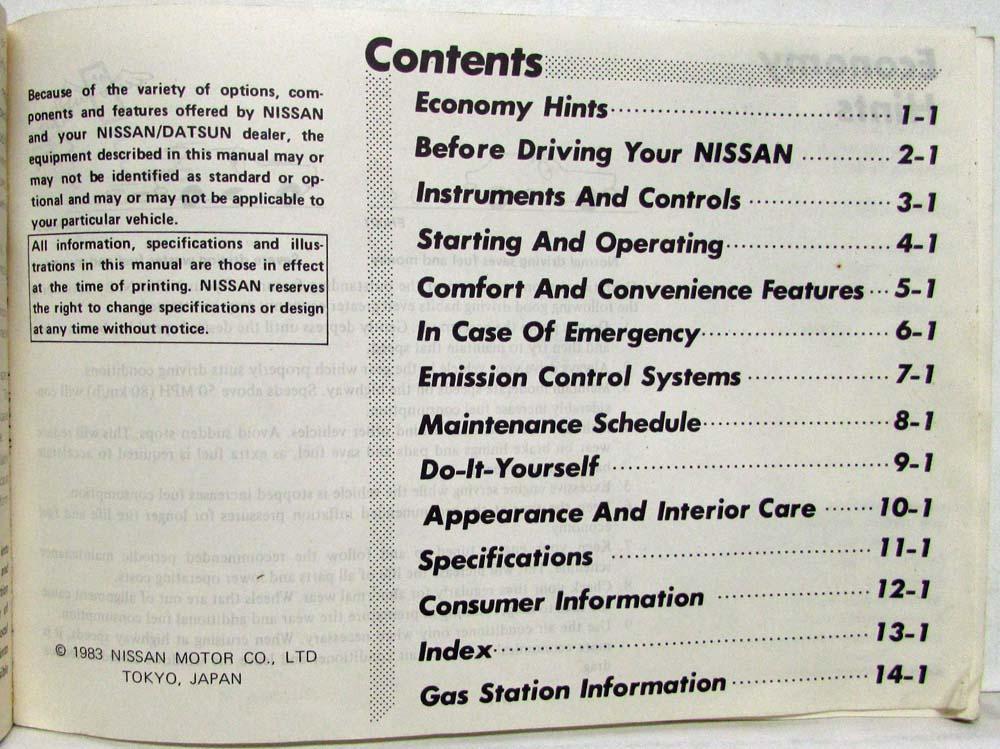 Because of the variety of options, com-
ponents and features offered by NISSAN
and your NISSAN/DATSUN dealer, the
equipment described in this manual may or
may not be identified as standard or op-
tional and may or may not be applicable to
your particular vehicle.
All information, specifications and illus-
trations in this manual are those in effect
at the time of printing. NISSAN reserves
the right to change specifications or design
at any time without notice.
© 1983 NISSAN MOTOR CO., LTD
TOKYO, JAPAN
Contents
Economy Hints 1-1
Before Driving Your NISSAN 2-1
Instruments And Controls 3-1
Starting And Operating 4-1
Comfort And Convenience Features 5-1
In Case Of Emergency 6-1
Emission Control Systems 7-1
Maintenance Schedule 8-1
Do-It-Yourself 9-1
Appearance And Interior Care 10-1
Specifications 11-1
Consumer Information 12-1
Index 13-1
Gas Station Information 14-1